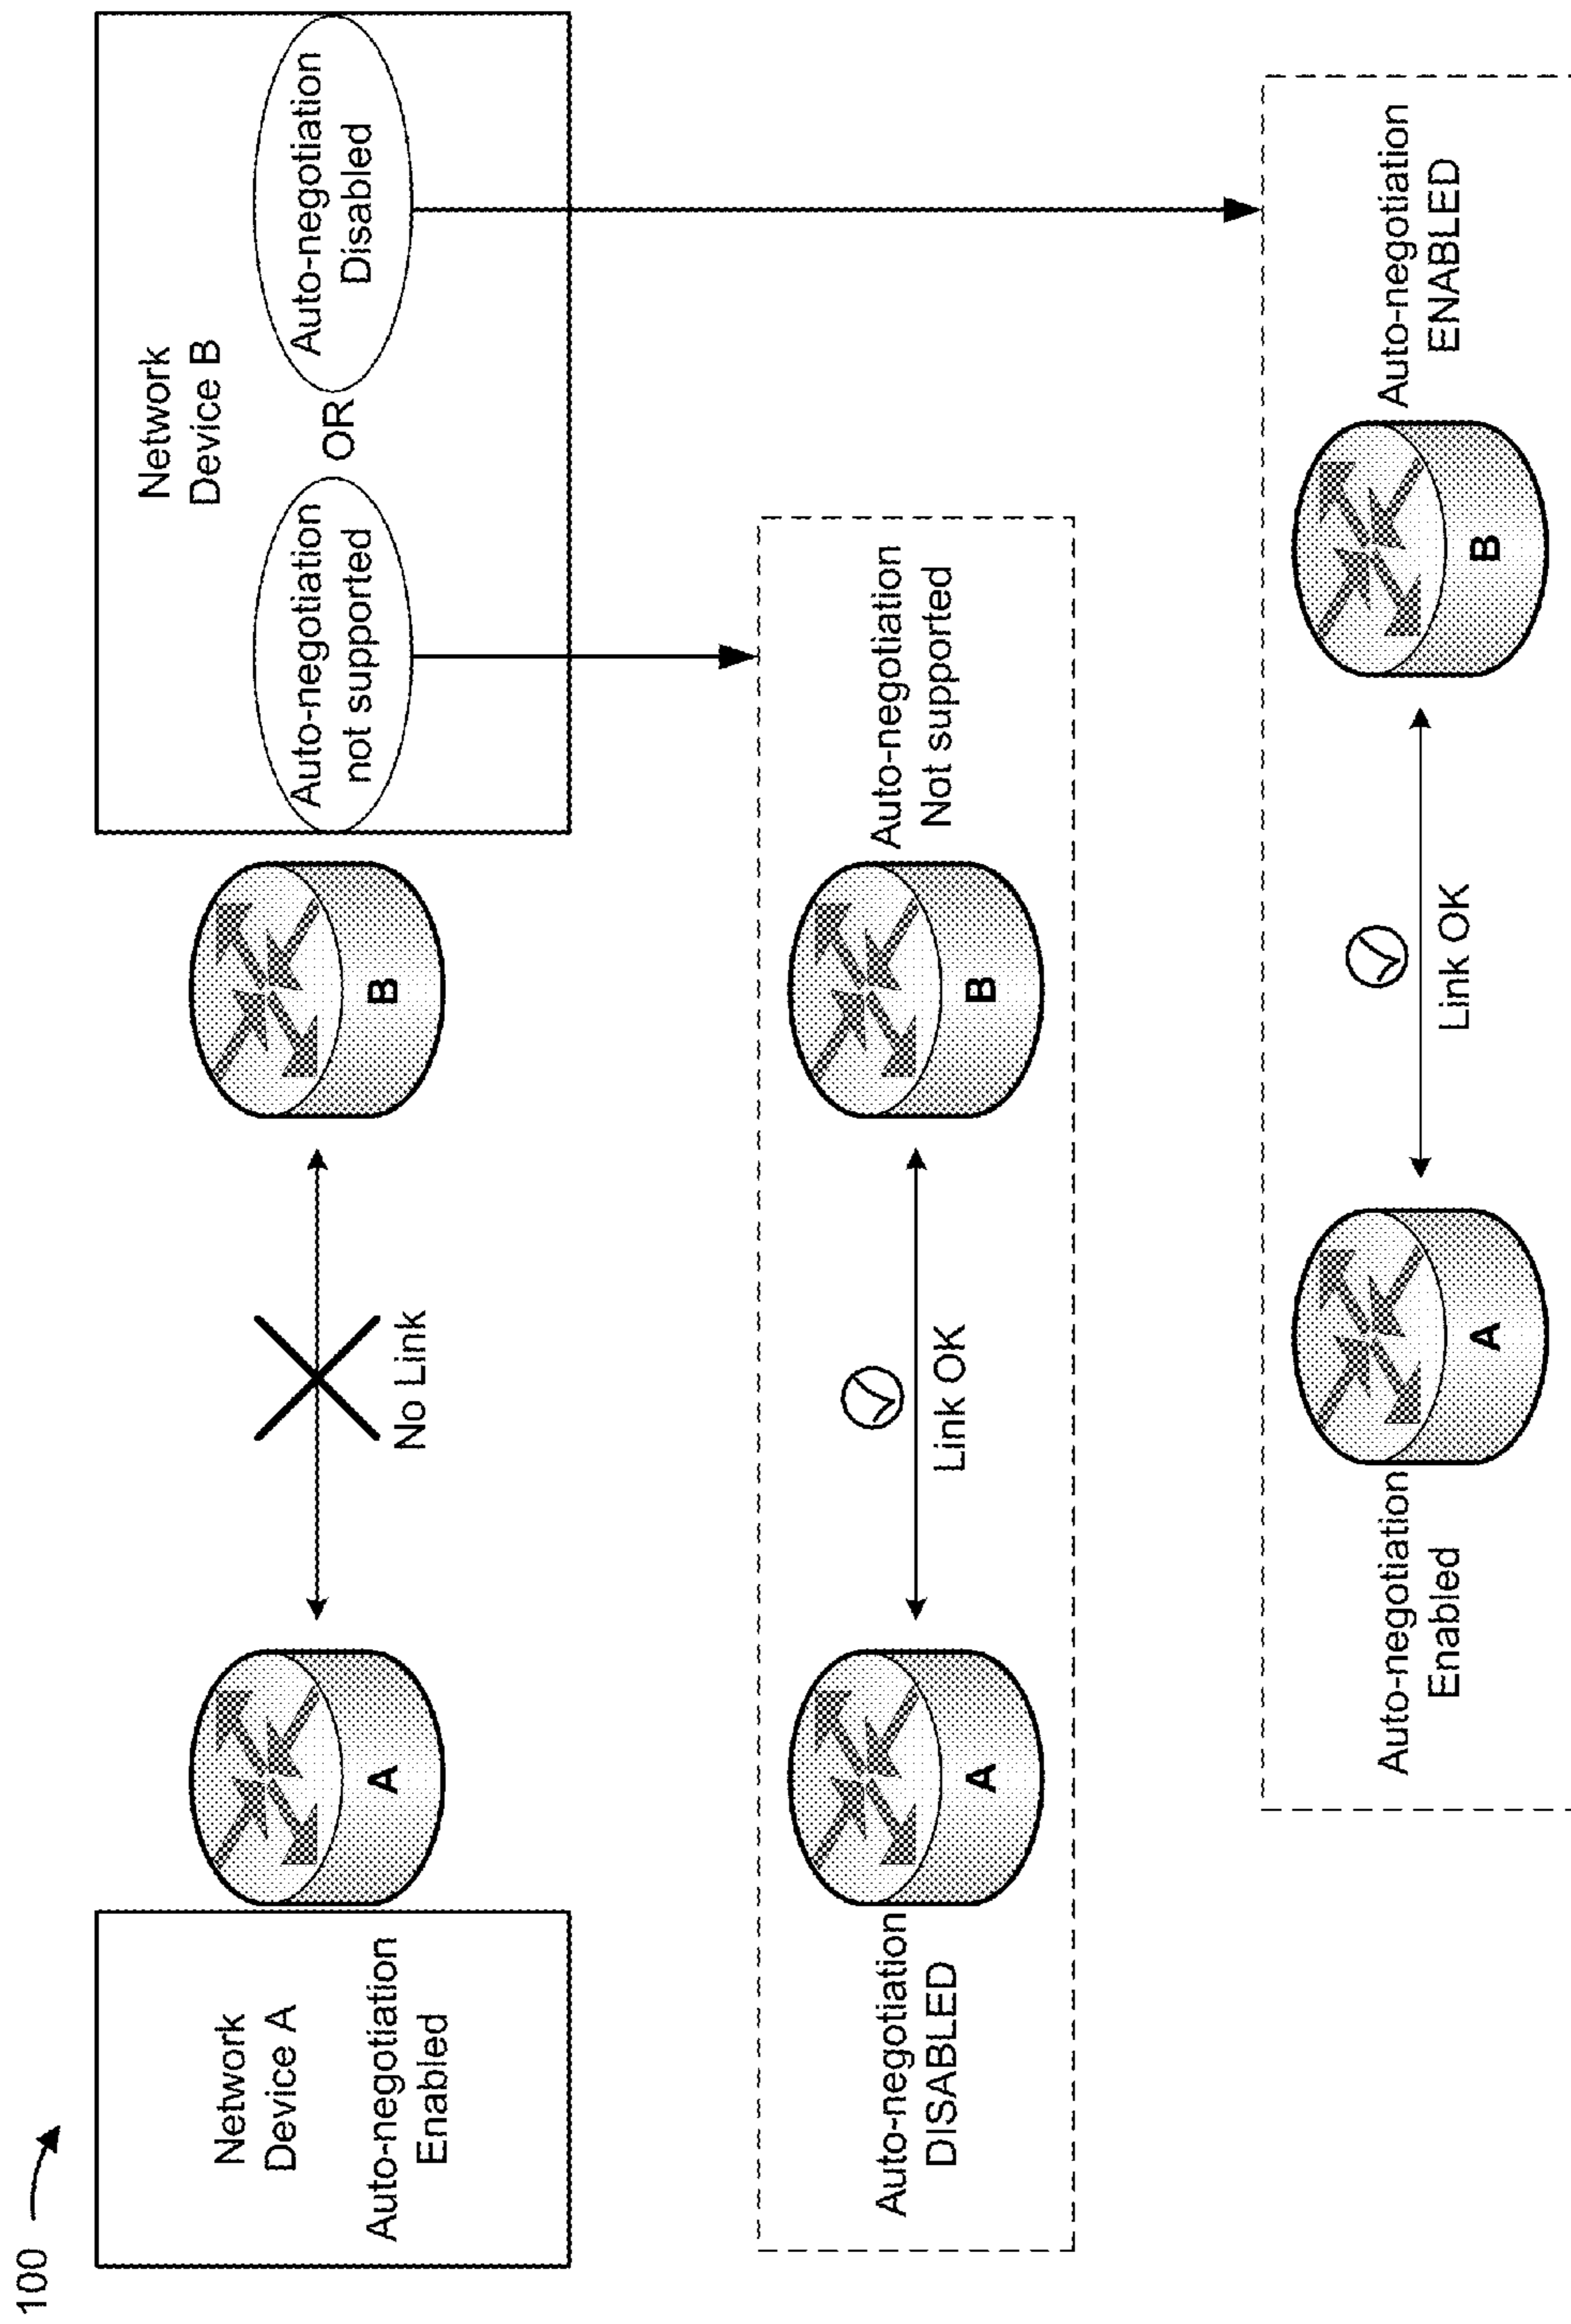 100
Network
Device A
Auto-negotiation
Enabled
A
No Link
B
Network
Device B
Auto-negotiation
not supported
OR
Auto-negotiation
Disabled
Auto-negotiation
DISABLED
A
Link OK
B
Auto-negotiation
Not supported
Auto-negotiation
Enabled
A
Link OK
B
Auto-negotiation
ENABLED